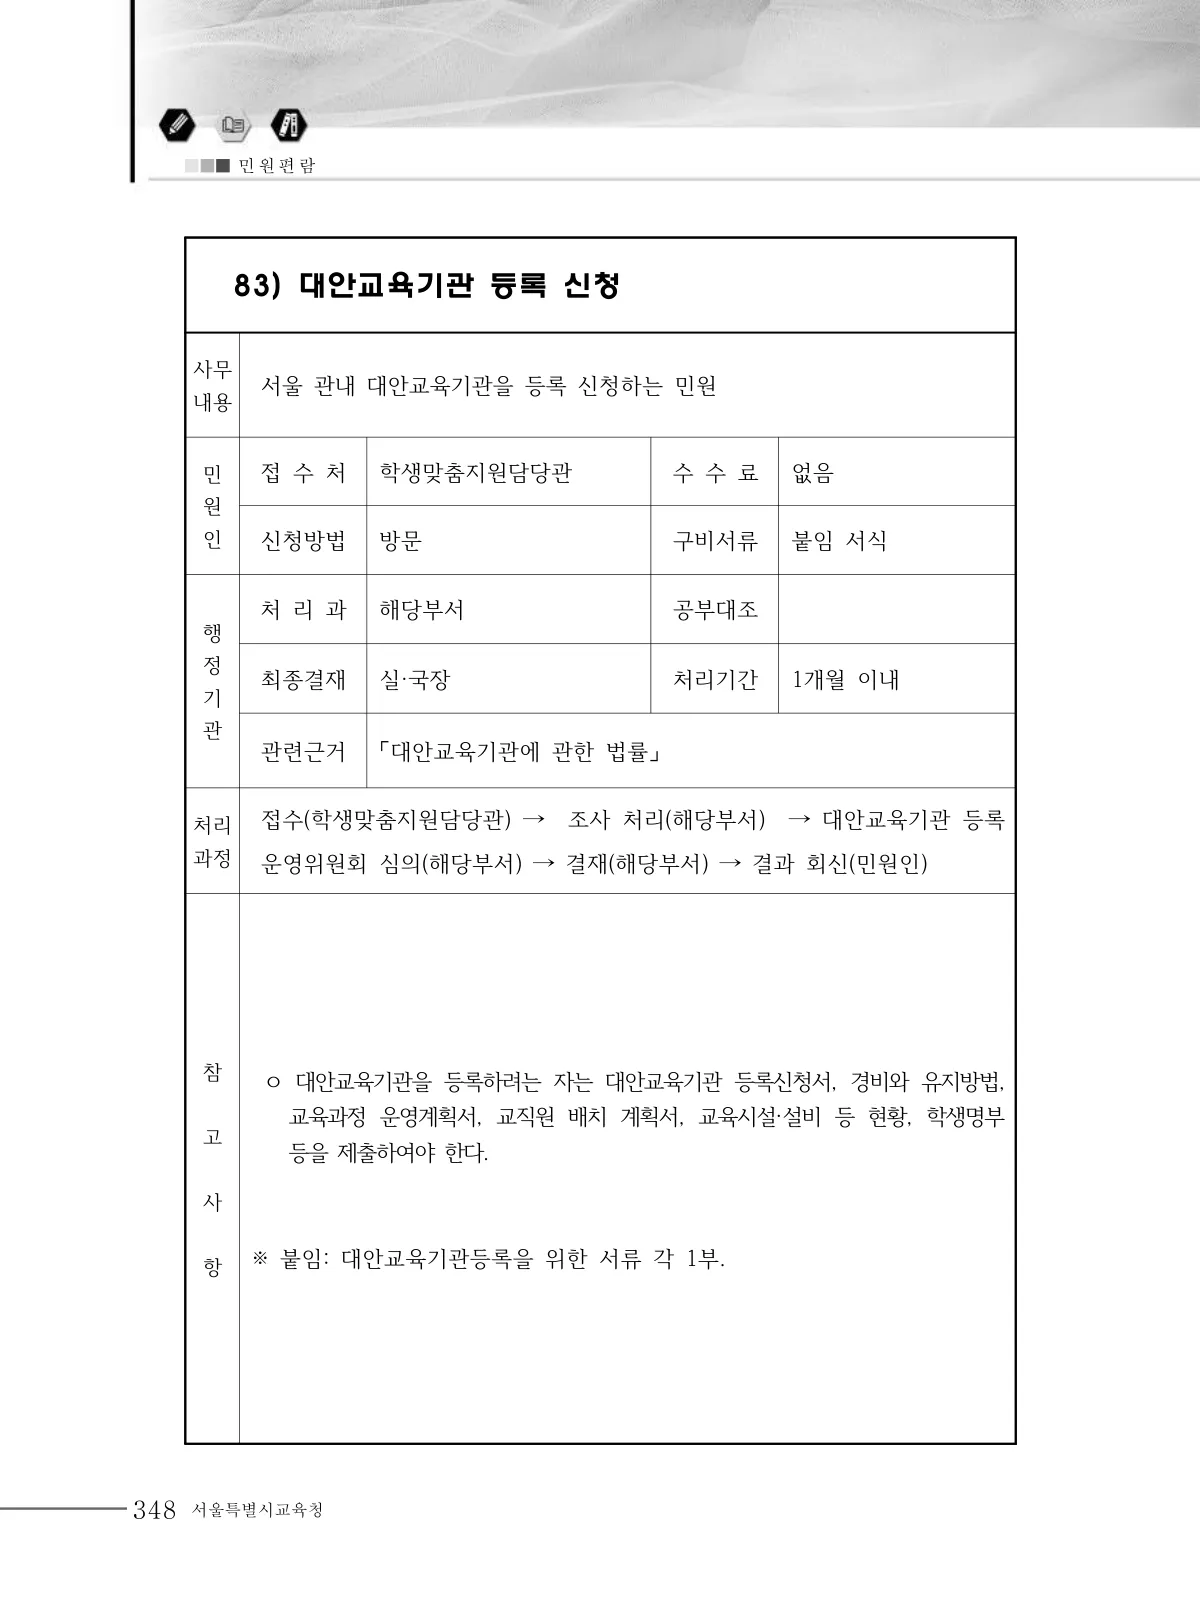 민원편람
83) 대안교육기관 등록 신청
사무
내용
서울 관내 대안교육기관을 등록 신청하는 민원
민
원
인
접 수 처
학생맞춤지원담당관
수 수 료
없음
신청방법
방문
구비서류
붙임 서식
행
정
기
관
처 리 과
해당부서
공부대조
최종결재
실·국장
처리기간
1개월 이내
관련근거
「대안교육기관에 관한 법률」
처리
과정
접수(학생맞춤지원담당관) → 조사 처리(해당부서) → 대안교육기관 등록
운영위원회 심의(해당부서) → 결재(해당부서) → 결과 회신(민원인)
참
고
사
항
ㅇ 대안교육기관을 등록하려는 자는 대안교육기관 등록신청서, 경비와 유지방법,
교육과정 운영계획서, 교직원 배치 계획서, 교육시설·설비 등 현황, 학생명부
등을 제출하여야 한다.
※ 붙임: 대안교육기관등록을 위한 서류 각 1부.
348 서울특별시교육청